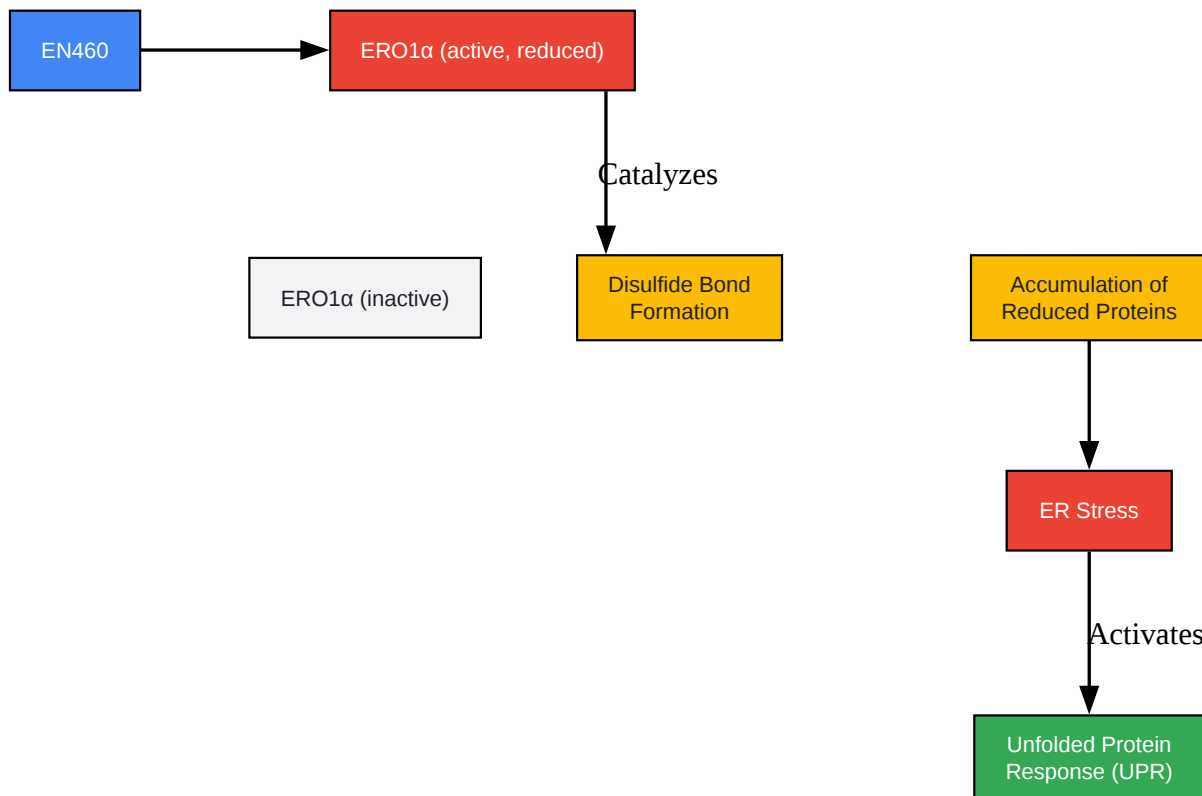 EN460
ERO1α (active, reduced)
Catalyzes
ERO1α (inactive)
Disulfide Bond
Formation
Accumulation of
Reduced Proteins
ER Stress
Activates
Unfolded Protein
Response (UPR)